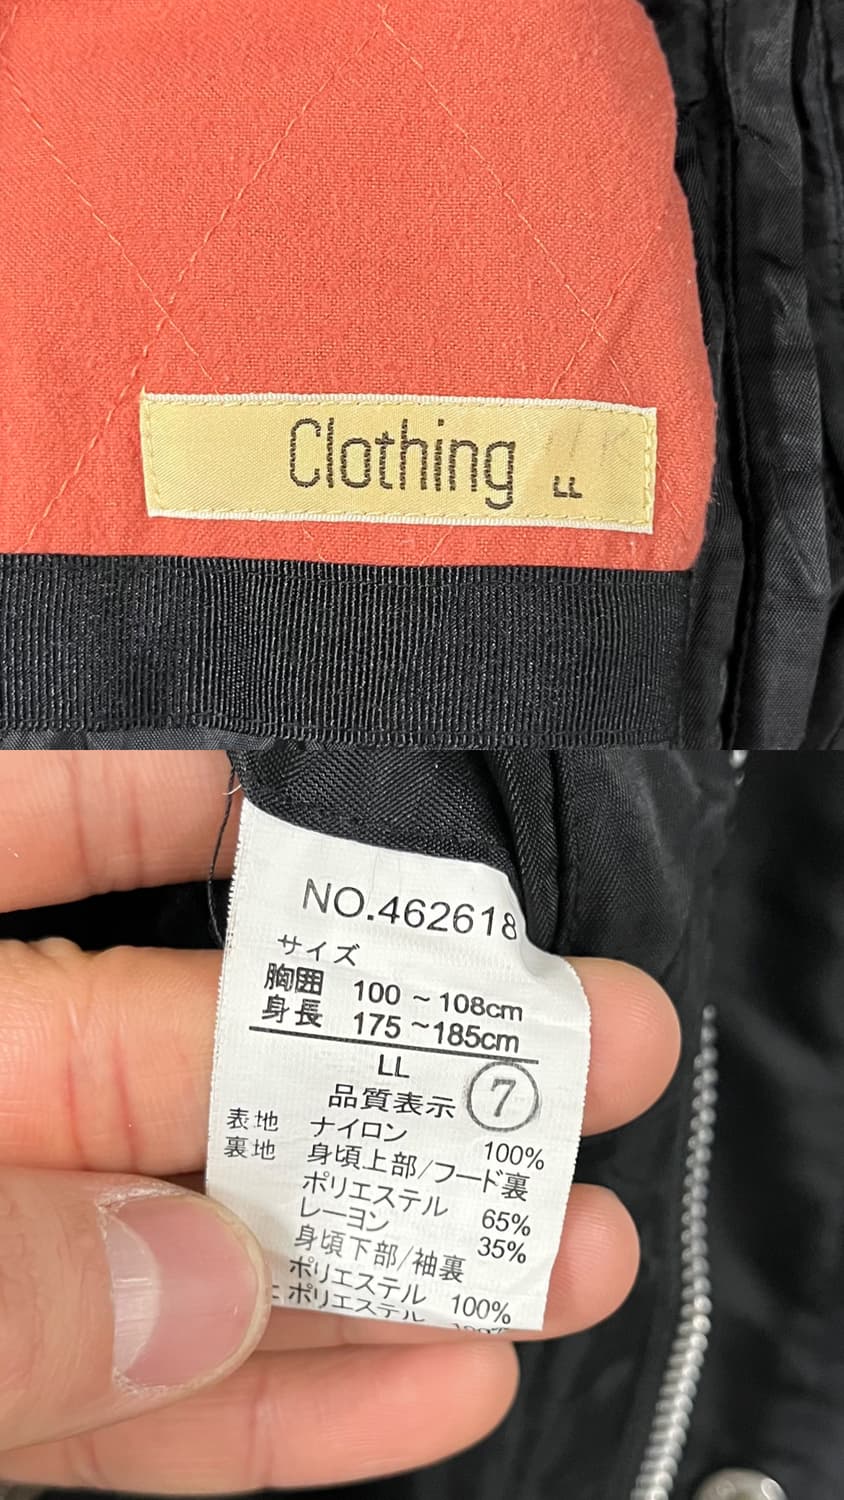 Clothing LL
NO.462618
サイズ
胸囲 100 ~ 108cm
身長 175 ~185cm
LL
品質表示 ⑦
表地 ナイロン 100%
裏地 身頃上部/フード裏
ポリエステル 65%
レーヨン 35%
身頃下部/袖裏
ポリエステル 100%
ポリエステル